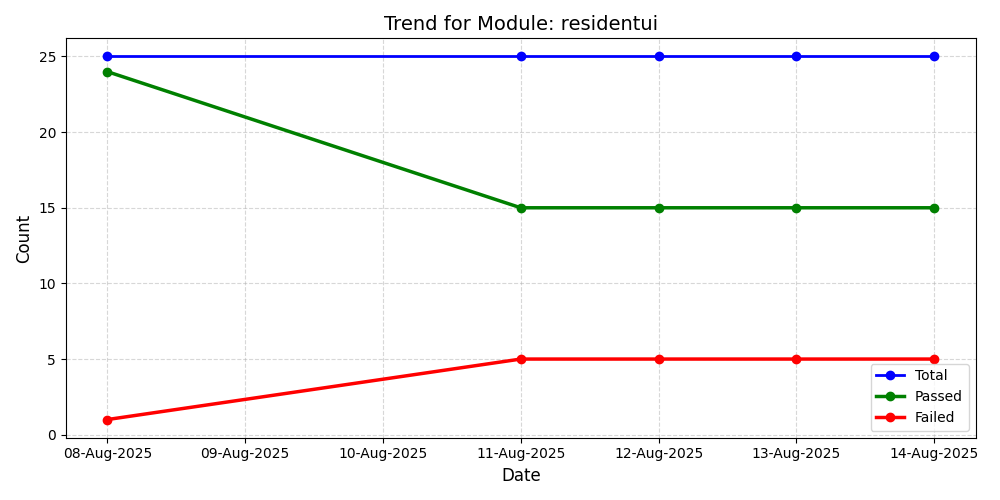 Trend for Module: residentui
Count
25
20
15
10
5
0
Total
Passed
Failed
08-Aug-2025 09-Aug-2025 10-Aug-2025 11-Aug-2025 12-Aug-2025 13-Aug-2025 14-Aug-2025
Date